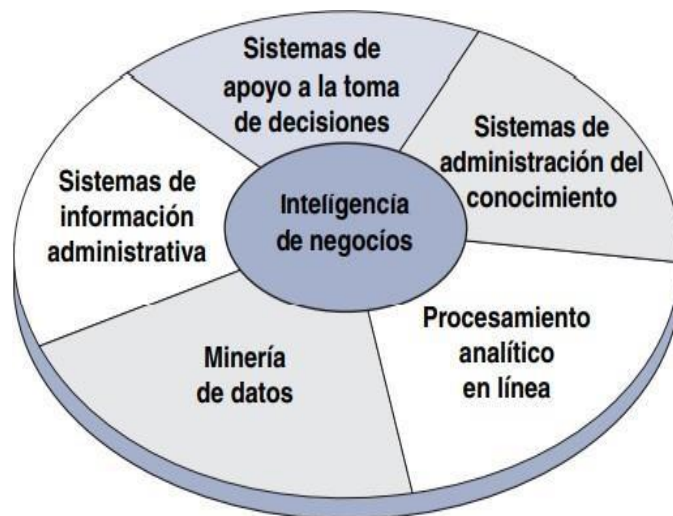 Sistemas de
apoyo a la toma
de decisiones
Sistemas de
administración del
conocimiento
Sistemas de
información
administrativa
Inteligencia
de negocios
Procesamiento
analítico
en línea
Minería
de datos